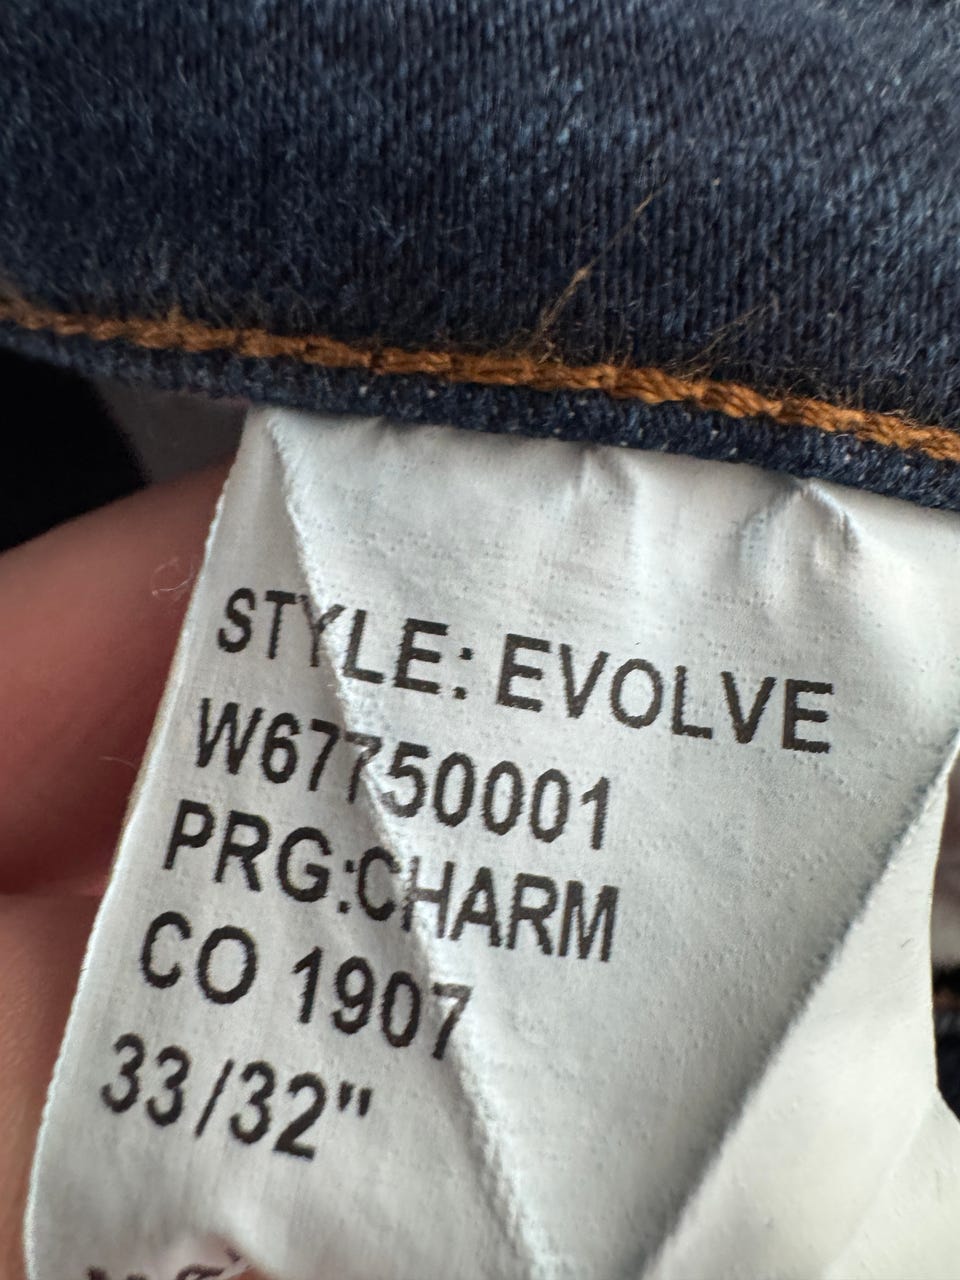 STYLE: EVOLVE
W67750001
PRG:CHARM
CO 1907
33/32"